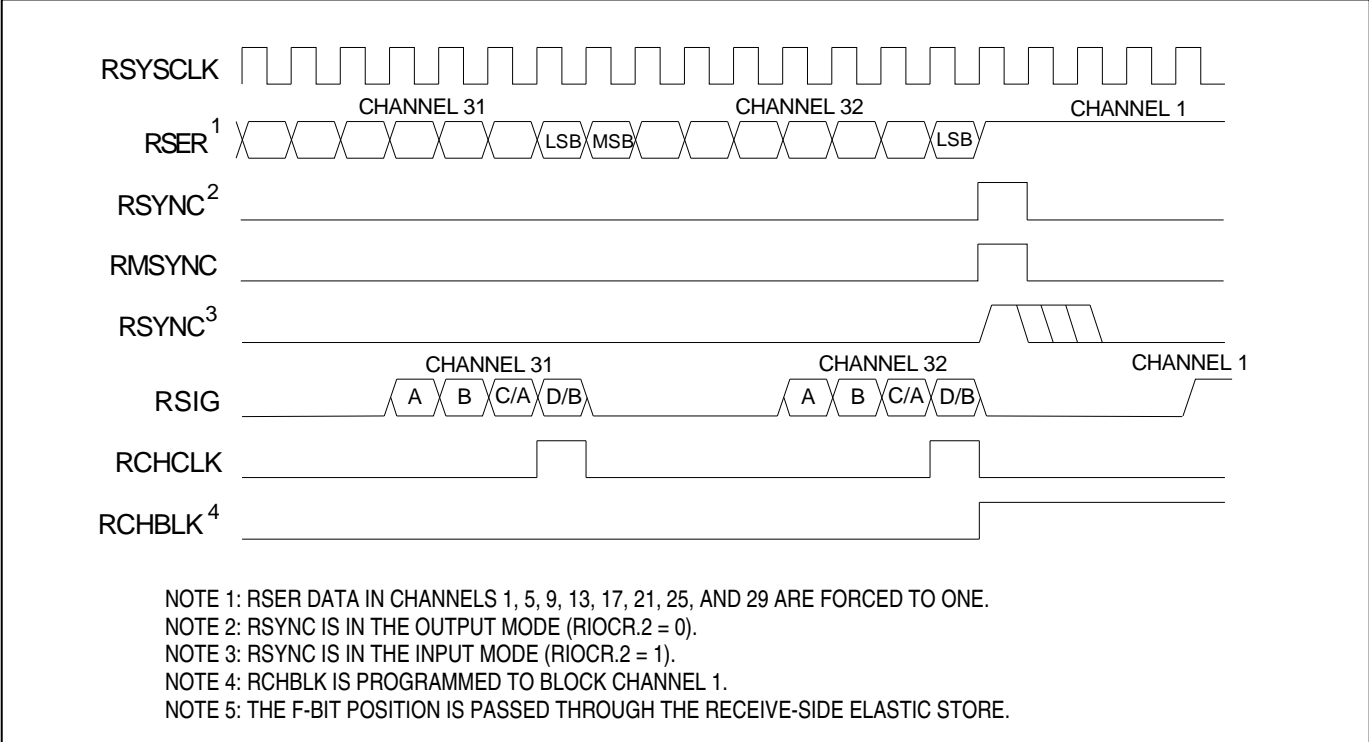 RSYSCLK
CHANNEL 31 CHANNEL 32 CHANNEL 1
RSER1 LSB MSB LSB
RSYNC2
RMSYNC
RSYNC3
CHANNEL 31 CHANNEL 32 CHANNEL 1
RSIG A B C/A D/B A B C/A D/B
RCHCLK
RCHBLK4
NOTE 1: RSER DATA IN CHANNELS 1, 5, 9, 13, 17, 21, 25, AND 29 ARE FORCED TO ONE.
NOTE 2: RSYNC IS IN THE OUTPUT MODE (RIOCR.2 = 0).
NOTE 3: RSYNC IS IN THE INPUT MODE (RIOCR.2 = 1).
NOTE 4: RCHBLK IS PROGRAMMED TO BLOCK CHANNEL 1.
NOTE 5: THE F-BIT POSITION IS PASSED THROUGH THE RECEIVE-SIDE ELASTIC STORE.